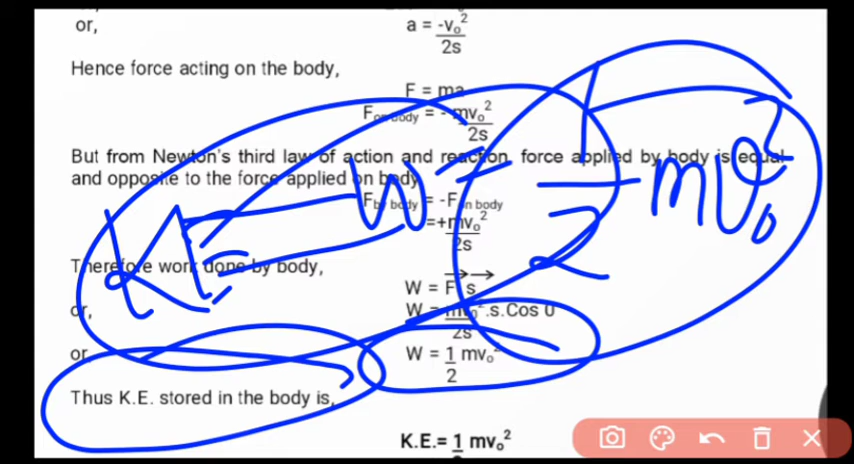 or,
a = -v₀²
2s
Hence force acting on the body,
F = ma
F on body = - mv₀²
2s
But from Newton's third law of action and reaction, force applied by body is equal
and opposite to the force applied on body
F by body = -F on body
=+mv₀²
2s
Therefore work done by body,
W = F s
or,
W = mv₀² .s.Cos 0
2s
or
W = 1 mv₀²
2
Thus K.E. stored in the body is,
K.E.= 1 mv₀²
KE = W = 1/2 mv₀²